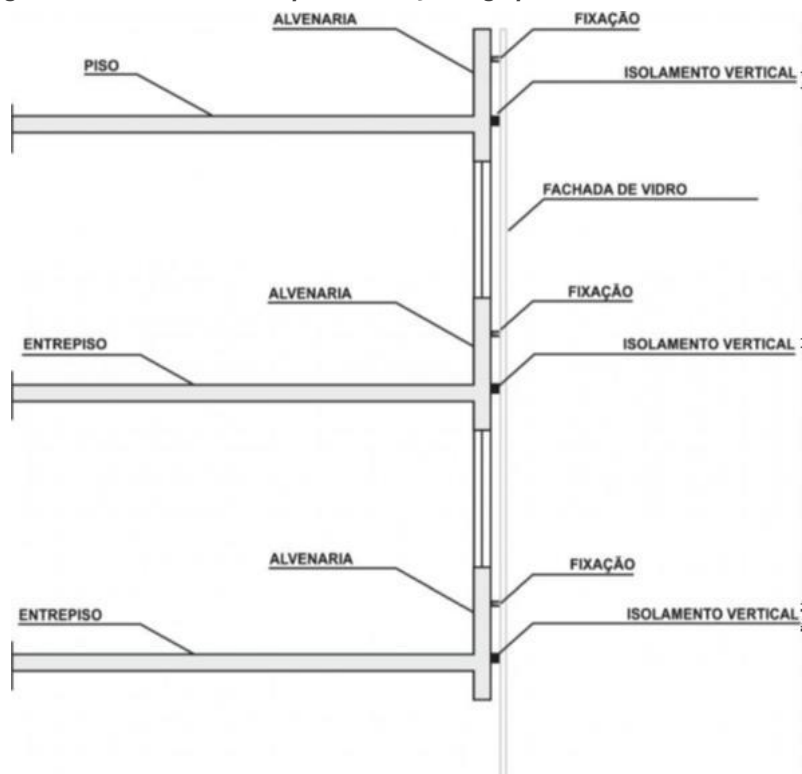 ALVENARIA
FIXAÇÃO
PISO
ISOLAMENTO VERTICAL
FACHADA DE VIDRO
ALVENARIA
FIXAÇÃO
ENTREPISO
ISOLAMENTO VERTICAL
ALVENARIA
FIXAÇÃO
ENTREPISO
ISOLAMENTO VERTICAL